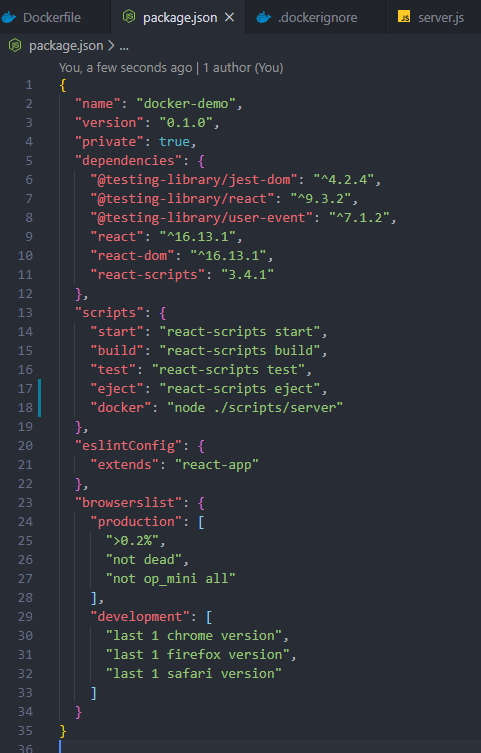 Dockerfile package.json × .dockerignore JS server.js
package.json > ...
You, a few seconds ago | 1 author (You)
1 {
2 "name": "docker-demo",
3 "version": "0.1.0",
4 "private": true,
5 "dependencies": {
6 "@testing-library/jest-dom": "^4.2.4",
7 "@testing-library/react": "^9.3.2",
8 "@testing-library/user-event": "^7.1.2",
9 "react": "^16.13.1",
10 "react-dom": "^16.13.1",
11 "react-scripts": "3.4.1"
12 },
13 "scripts": {
14 "start": "react-scripts start",
15 "build": "react-scripts build",
16 "test": "react-scripts test",
17 "eject": "react-scripts eject",
18 "docker": "node ./scripts/server"
19 },
20 "eslintConfig": {
21 "extends": "react-app"
22 },
23 "browserslist": {
24 "production": [
25 ">0.2%",
26 "not dead",
27 "not op_mini all"
28 ],
29 "development": [
30 "last 1 chrome version",
31 "last 1 firefox version",
32 "last 1 safari version"
33 ]
34 }
35 }
36